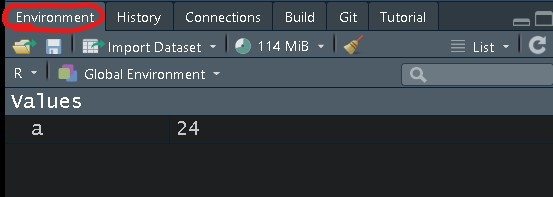 Environment History Connections Build Git Tutorial
Import Dataset 114 MiB List
R Global Environment
Values
a 24